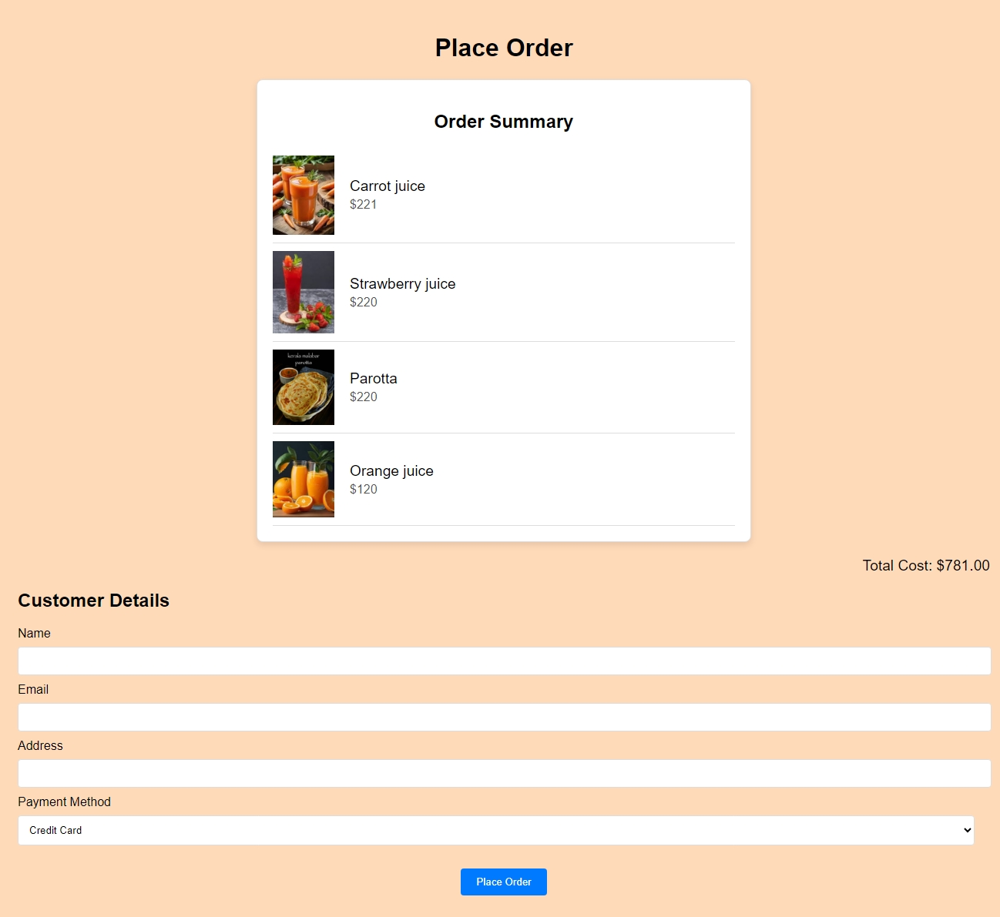 Place Order
Order Summary
Carrot juice
$221
Strawberry juice
$220
kerala malabar
parotta
Parotta
$220
Orange juice
$120
Total Cost: $781.00
Customer Details
Name
Email
Address
Payment Method
Credit Card
Place Order